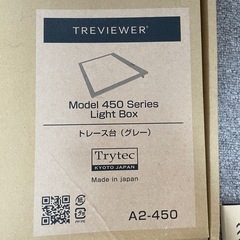 TREVIEWER®
Model 450 Series
Light Box
トレース台（グレー）
Trytec
KYOTO JAPAN
Made in japan
A2-450